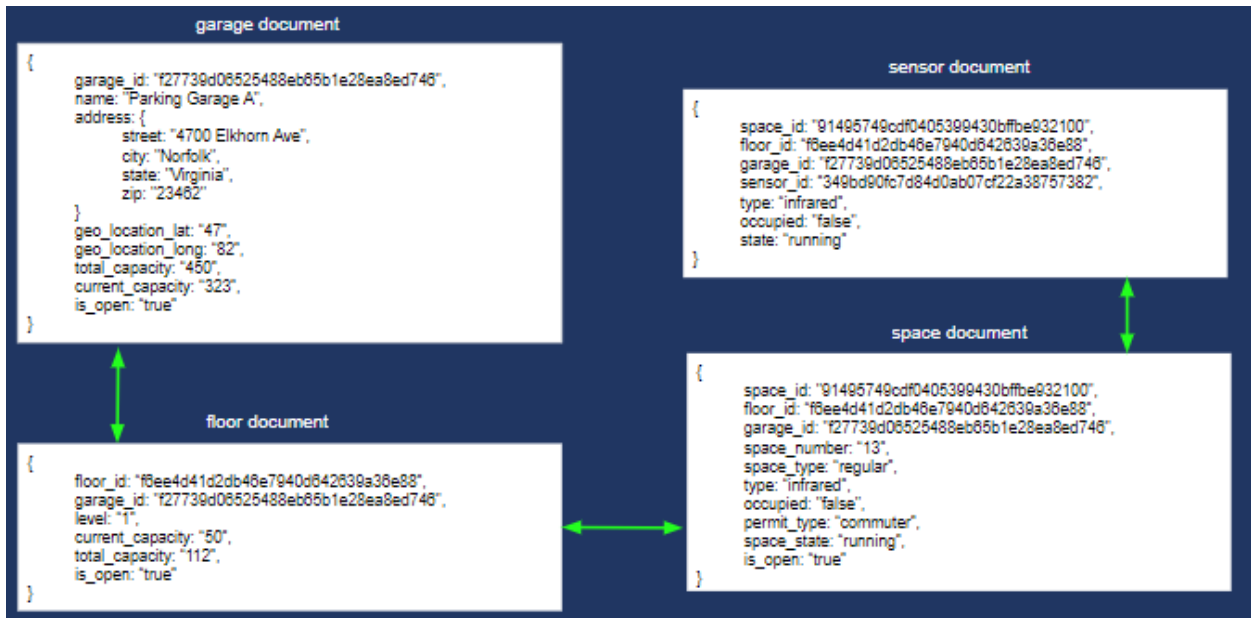 garage document
{
garage_id: "f27739d06525488eb65b1e28ea8ed746",
name: "Parking Garage A",
address: {
street: "4700 Elkhorn Ave",
city: "Norfolk",
state: "Virginia",
zip: "23462"
}
geo_location_lat: "47",
geo_location_long: "82",
total_capacity: "450",
current_capacity: "323",
is_open: "true"
}
floor document
{
floor_id: "f6ee4d41d2db46e7940d642639a36e88",
garage_id: "f27739d06525488eb65b1e28ea8ed746",
level: "1",
current_capacity: "50",
total_capacity: "112",
is_open: "true"
}
sensor document
{
space_id: "91495749cdf0405399430bffbe932100",
floor_id: "f6ee4d41d2db46e7940d642639a36e88",
garage_id: "f27739d06525488eb65b1e28ea8ed746",
sensor_id: "349bd90fc7d84d0ab07cf22a38757382",
type: "infrared",
occupied: "false",
state: "running"
}
space document
{
space_id: "91495749cdf0405399430bffbe932100",
floor_id: "f6ee4d41d2db46e7940d642639a36e88",
garage_id: "f27739d06525488eb65b1e28ea8ed746",
space_number: "13",
space_type: "regular",
type: "infrared",
occupied: "false",
permit_type: "commuter",
space_state: "running",
is_open: "true"
}